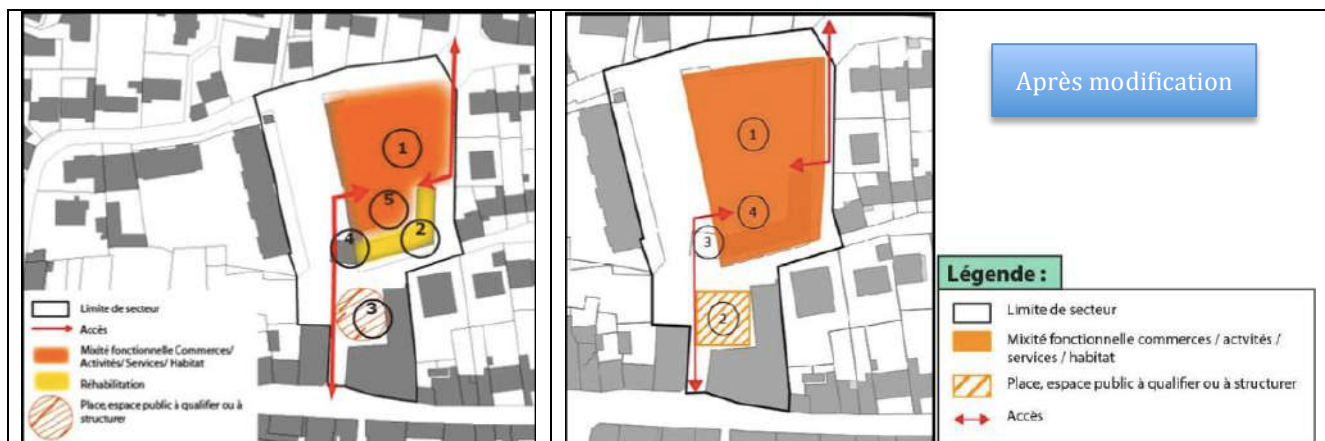 1
5
4
2
3
Limite de secteur
Accès
Mixité fonctionnelle Commerces/
Activités/ Services/ Habitat
Réhabilitation
Place, espace public à qualifier ou à
structurer
1
4
3
2
Après modification
Légende :
Limite de secteur
Mixité fonctionnelle commerces / actvités /
services / habitat
Place, espace public à qualifier ou à structurer
Accès